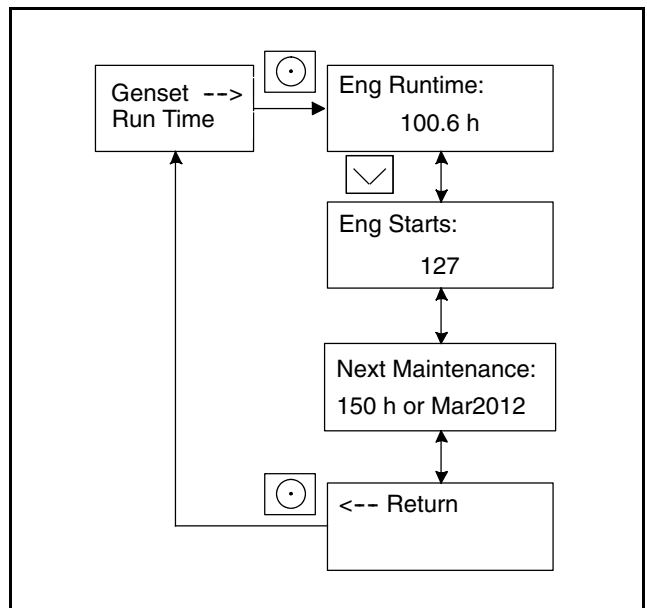 Genset -->
Run Time
Eng Runtime:
100.6 h
Eng Starts:
127
Next Maintenance:
150 h or Mar2012
<-- Return